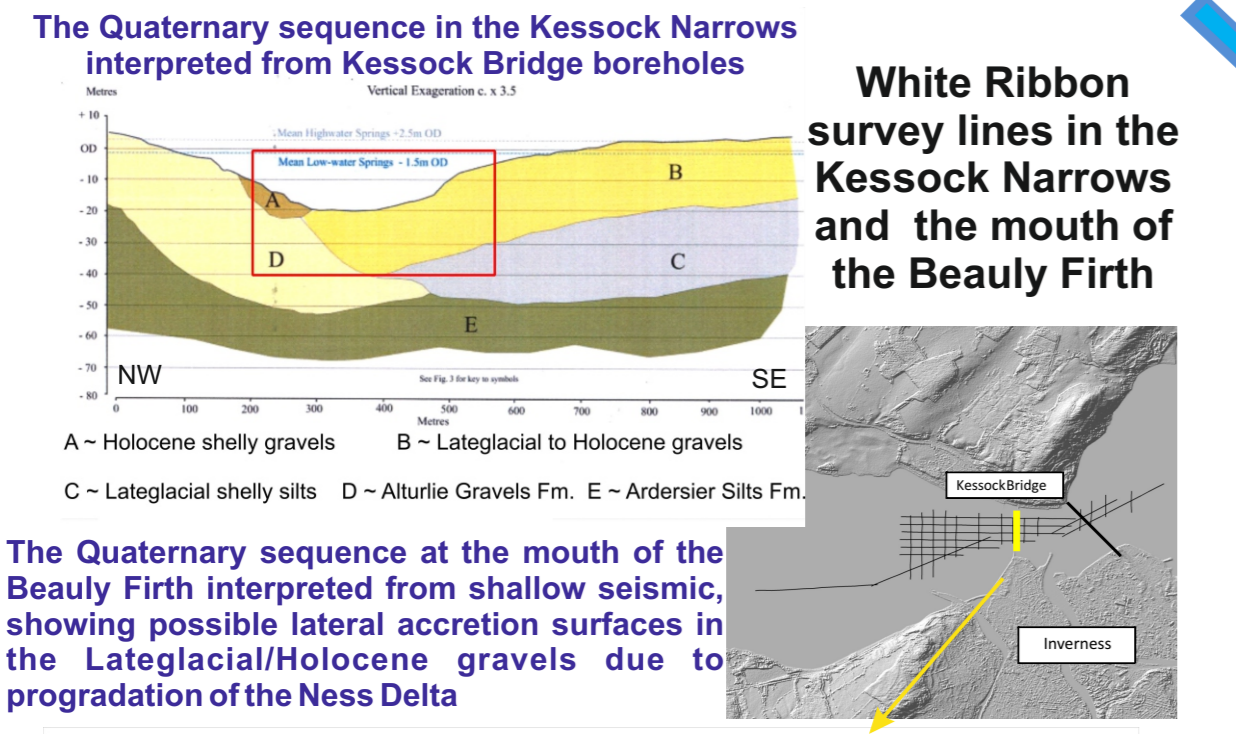 The Quaternary sequence in the Kessock Narrows
interpreted from Kessock Bridge boreholes
Metres
Vertical Exageration c. x 3.5
+ 10
OD
- 10
- 20
- 30
- 40
- 50
- 60
- 70
- 80
Mean Highwater Springs +2.5m OD
Mean Low-water Springs - 1.5m OD
A
B
C
D
E
NW
SE
See Fig. 3 for key to symbols
0 100 200 300 400 500 600 700 800 900 1000 1
Metres
A ~ Holocene shelly gravels B ~ Lateglacial to Holocene gravels
C ~ Lateglacial shelly silts D ~ Alturlie Gravels Fm. E ~ Ardersier Silts Fm.
White Ribbon
survey lines in the
Kessock Narrows
and the mouth of
the Beauly Firth
KessockBridge
Inverness
The Quaternary sequence at the mouth of the
Beauly Firth interpreted from shallow seismic,
showing possible lateral accretion surfaces in
the Lateglacial/Holocene gravels due to
progradation of the Ness Delta